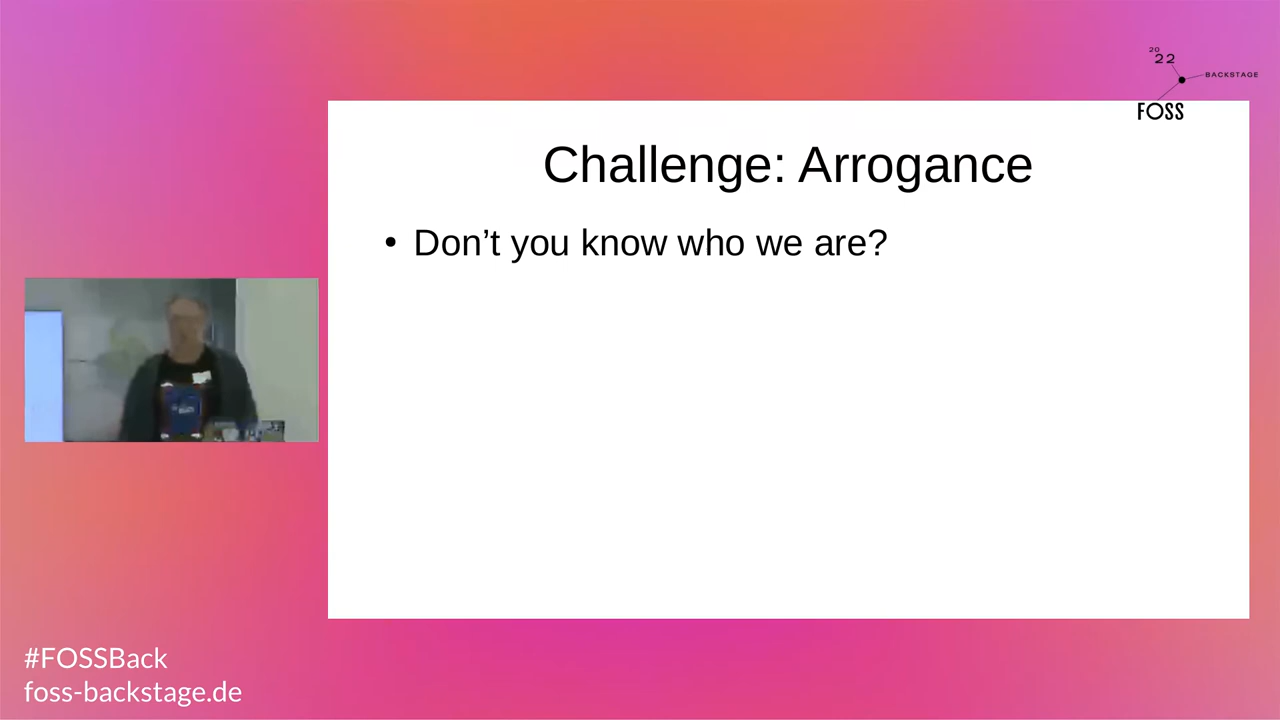 20
22
BACKSTAGE
FOSS
Challenge: Arrogance
• Don’t you know who we are?
#FOSSBack
foss-backstage.de